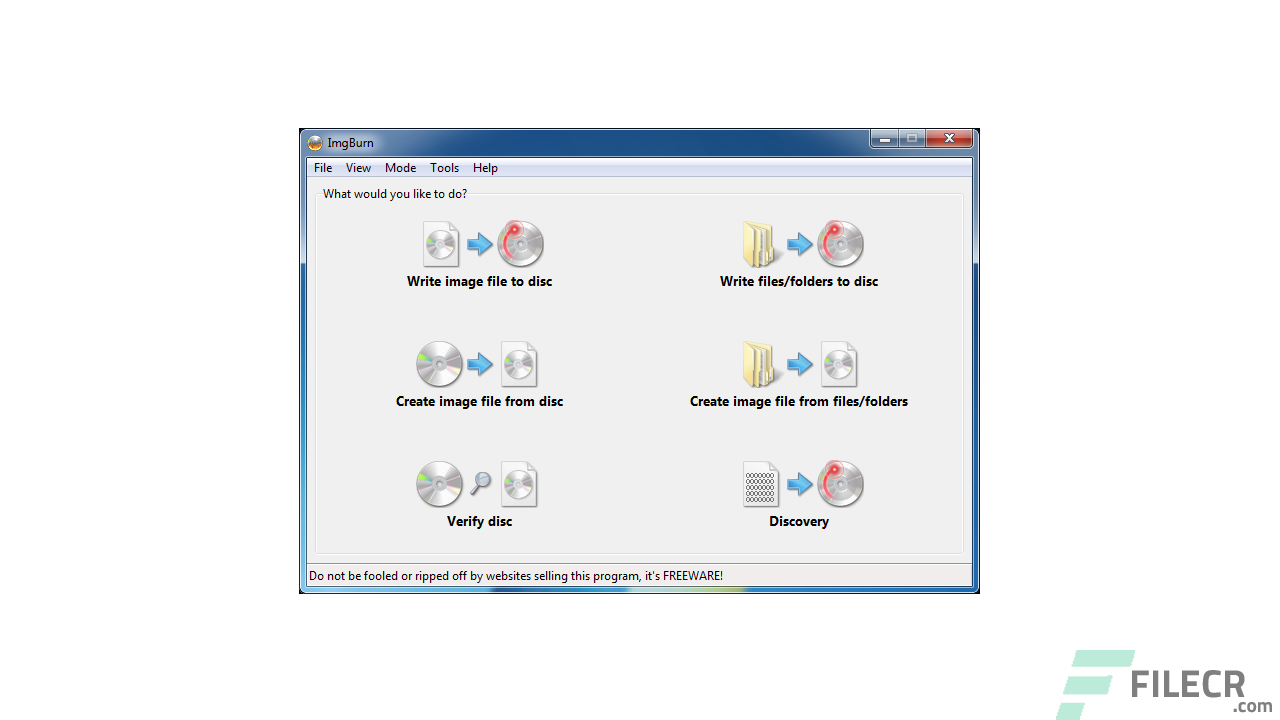 ImgBurn
File View Mode Tools Help
What would you like to do?
Write image file to disc
Write files/folders to disc
Create image file from disc
Create image file from files/folders
Verify disc
Discovery
Do not be fooled or ripped off by websites selling this program, it's FREEWARE!
FILECR
.com